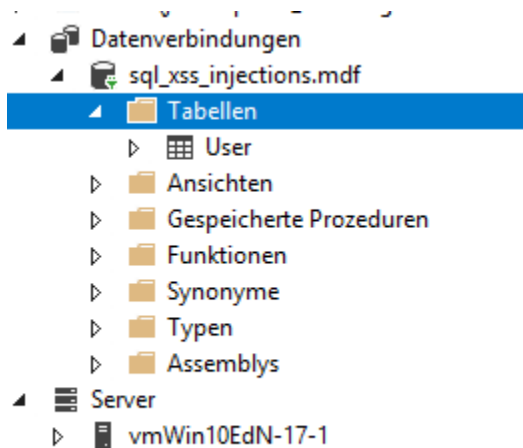 Datenverbindungen
sql_xss_injections.mdf
Tabellen
User
Ansichten
Gespeicherte Prozeduren
Funktionen
Synonyme
Typen
Assemblys
Server
vmWin10EdN-17-1